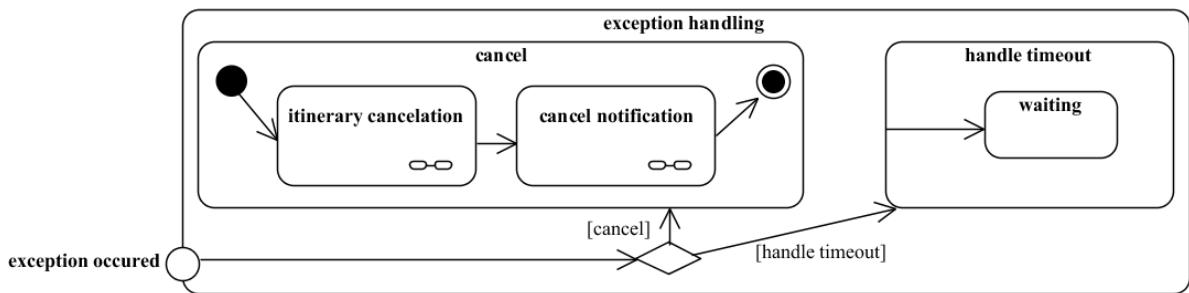 exception handling
cancel
handle timeout
itinerary cancelation
cancel notification
waiting
[cancel]
[handle timeout]
exception occured